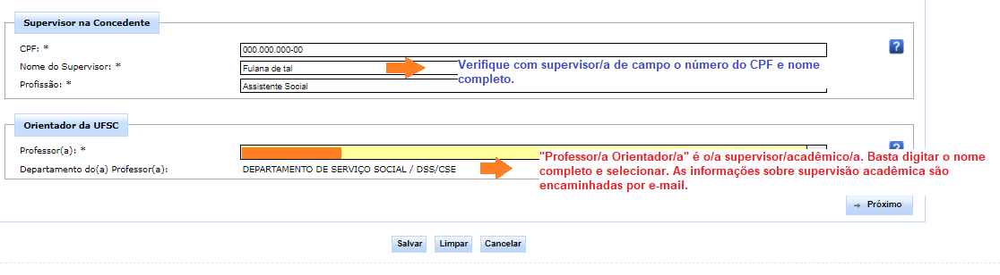 Supervisor na Concedente
CPF: * 000.000.000-00
Nome do Supervisor: * Fulana de tal
Verifique com supervisor/a de campo o número do CPF e nome
completo.
Profissão: * Assistente Social
Orientador da UFSC
Professor(a): *
"Professor/a Orientador/a" é o/a supervisor/acadêmico/a. Basta digitar o nome
completo e selecionar. As informações sobre supervisão acadêmica são
encaminhadas por e-mail.
Departamento do(a) Professor(a): DEPARTAMENTO DE SERVIÇO SOCIAL / DSS/CSE
Próximo
Salvar Limpar Cancelar